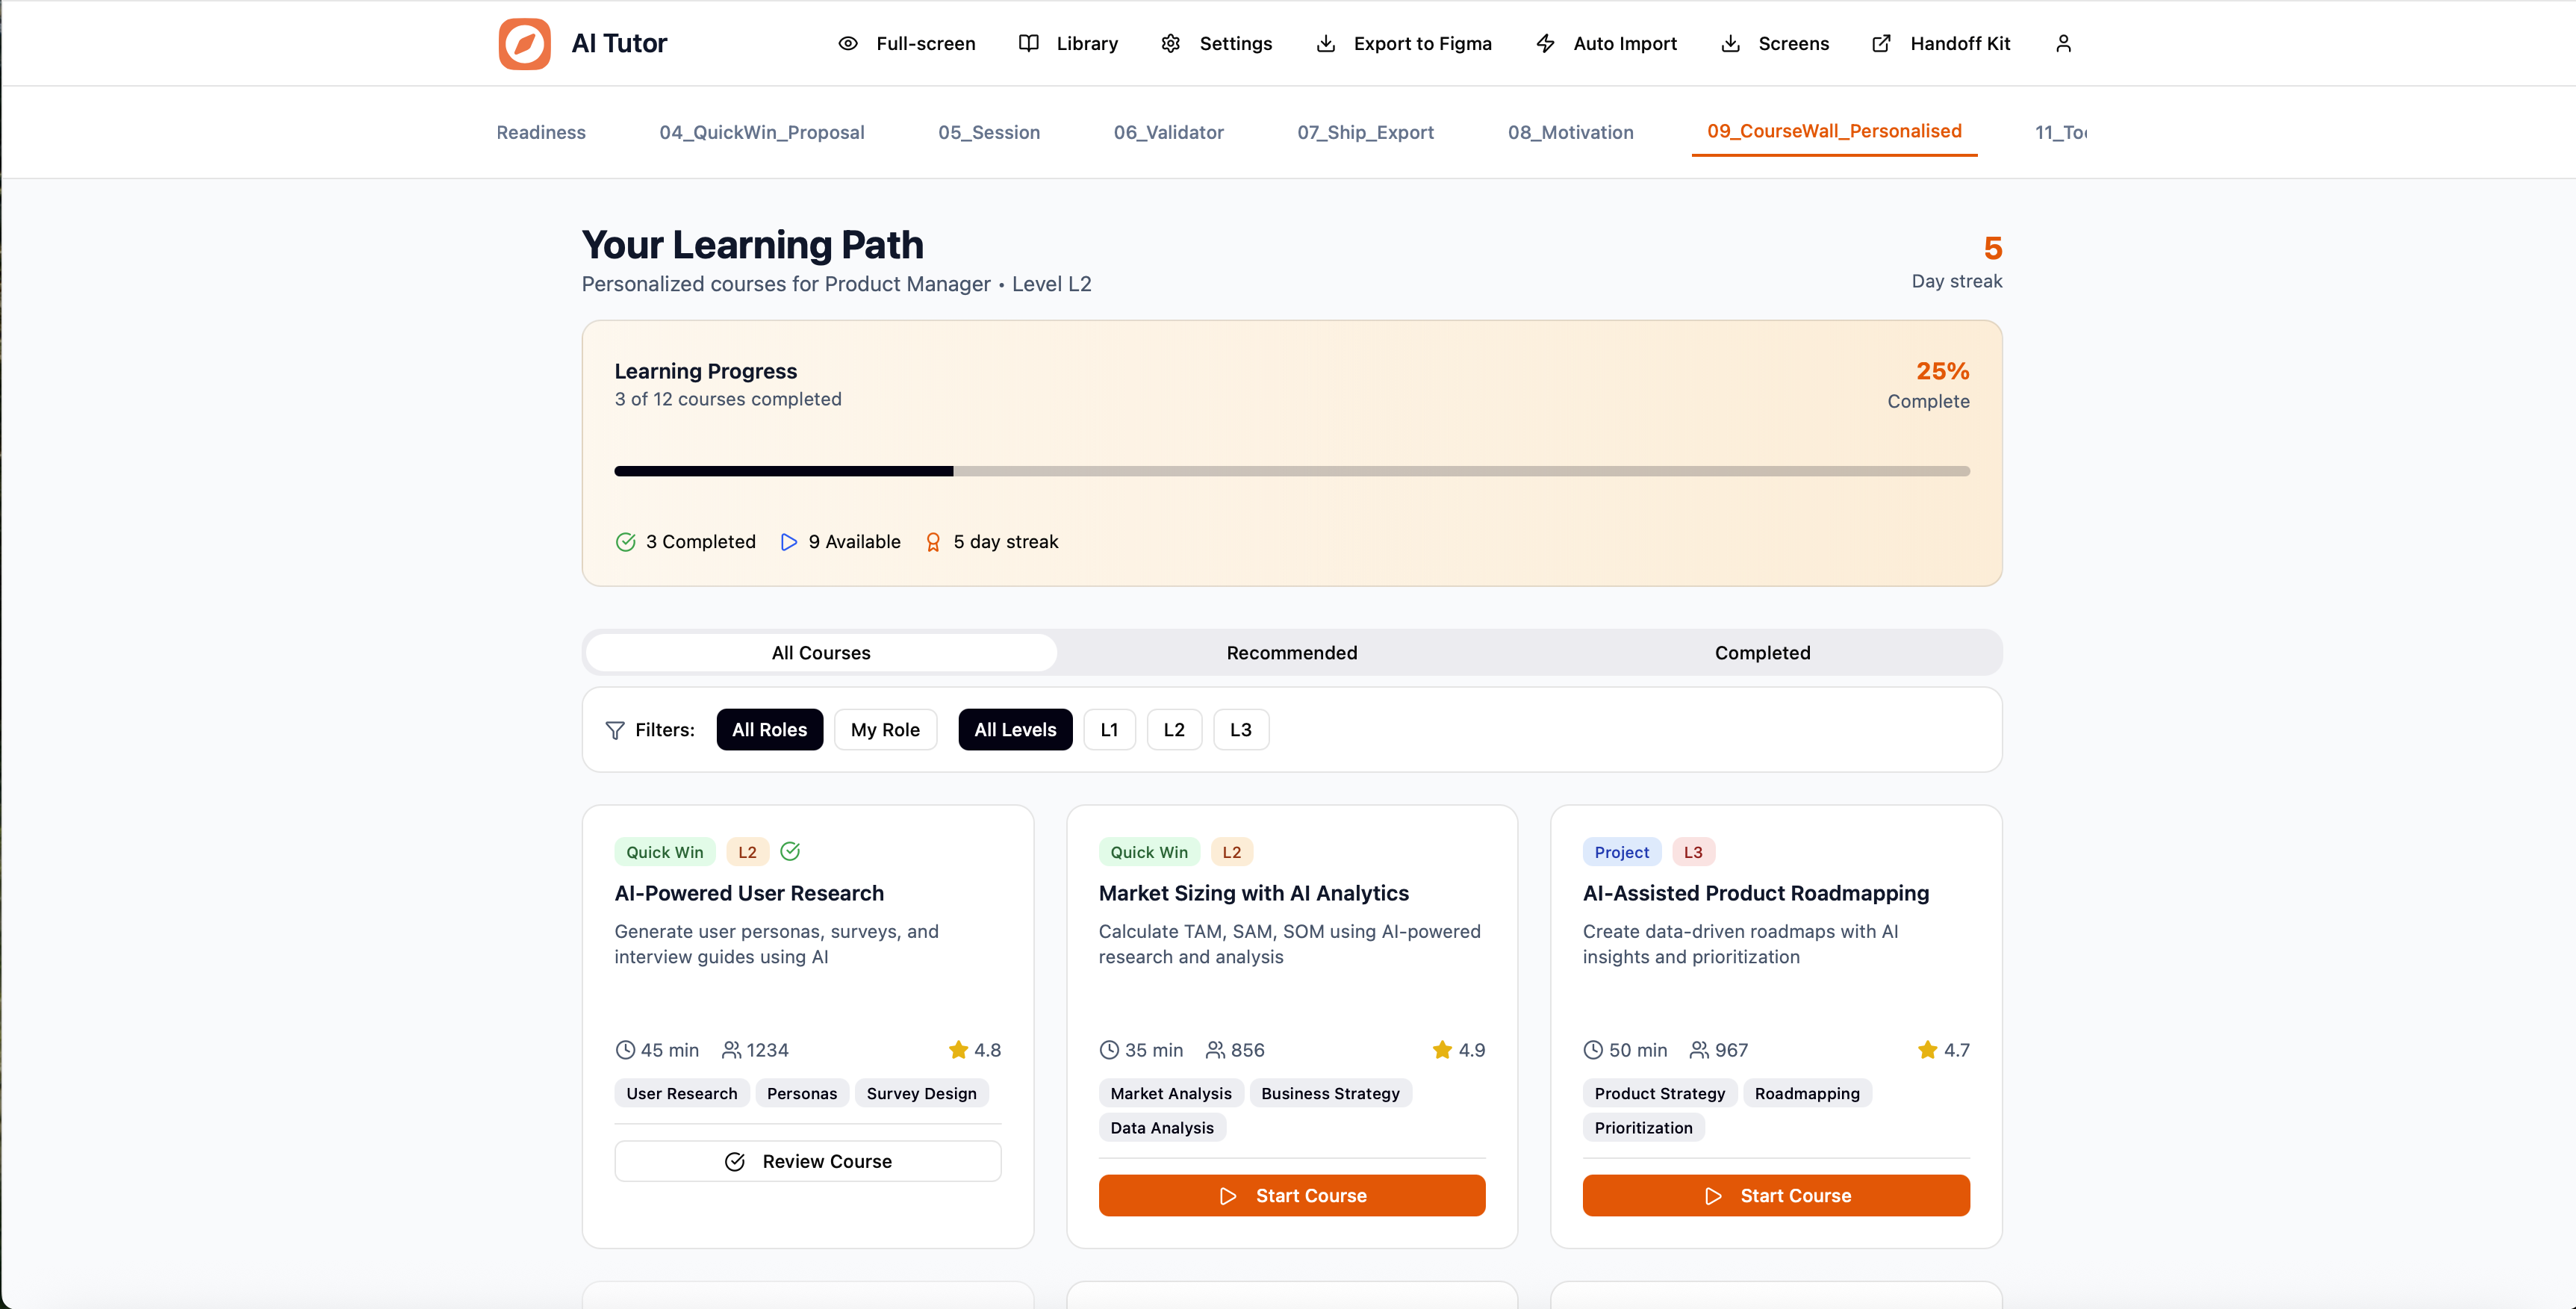 AI Tutor
Full-screen Library Settings Export to Figma Auto Import Screens Handoff Kit
Readiness 04_QuickWin_Proposal 05_Session 06_Validator 07_Ship_Export 08_Motivation 09_CourseWall_Personalised 11_Too
Your Learning Path
Personalized courses for Product Manager • Level L2
5
Day streak
Learning Progress
3 of 12 courses completed
25%
Complete
3 Completed 9 Available 5 day streak
All Courses Recommended Completed
Filters: All Roles My Role All Levels L1 L2 L3
Quick Win L2
AI-Powered User Research
Generate user personas, surveys, and
interview guides using AI
45 min 1234 4.8
User Research Personas Survey Design
Review Course
Quick Win L2
Market Sizing with AI Analytics
Calculate TAM, SAM, SOM using AI-powered
research and analysis
35 min 856 4.9
Market Analysis Business Strategy
Data Analysis
Start Course
Project L3
AI-Assisted Product Roadmapping
Create data-driven roadmaps with AI
insights and prioritization
50 min 967 4.7
Product Strategy Roadmapping
Prioritization
Start Course